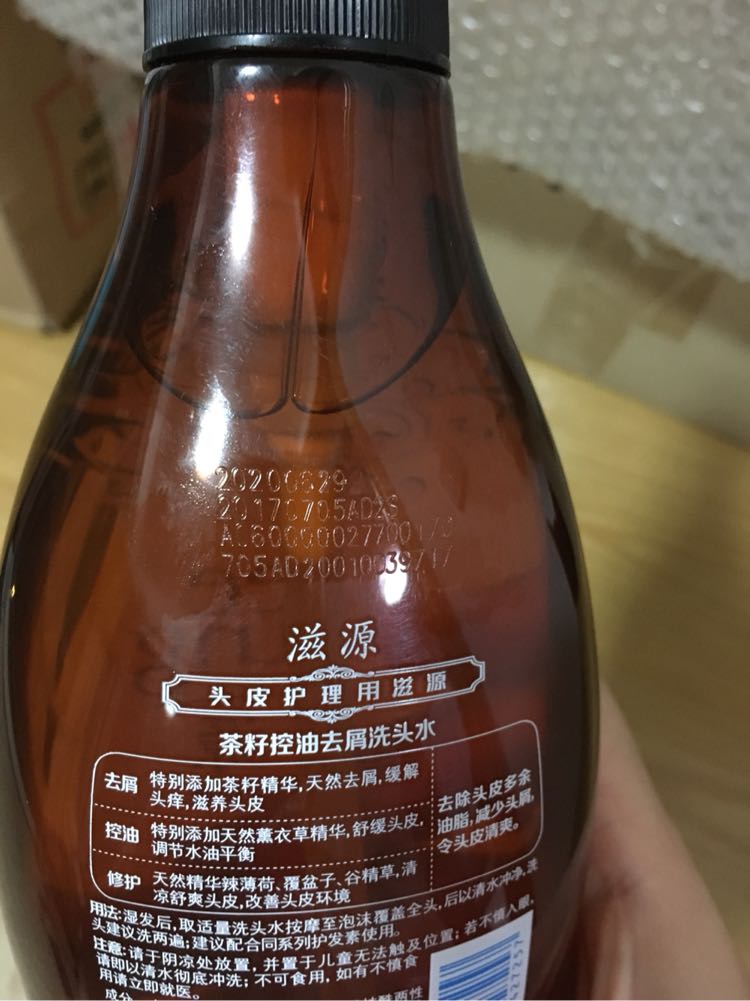 20200629
2017C705AD2S
705AD20010039717
滋源
头皮护理用滋源
茶籽控油去屑洗头水
去屑 特别添加茶籽精华,天然去屑,缓解
头痒,滋养头皮
控油 特别添加天然薰衣草精华,舒缓头皮,
调节水油平衡
修护 天然精华辣薄荷、覆盆子、谷精草,清
凉舒爽头皮,改善头皮环境
去除头皮多余
油脂,减少头屑,
令头皮清爽。
用法:湿发后,取适量洗头水按摩至泡沫覆盖全头,后以清水冲净,洗
头建议洗两遍;建议配合同系列护发素使用。
注意:请于阴凉处放置,并置于儿童无法触及位置;若不慎入眼,
请即以清水彻底冲洗;不可食用,如有不慎食
用请立即就医。
成分